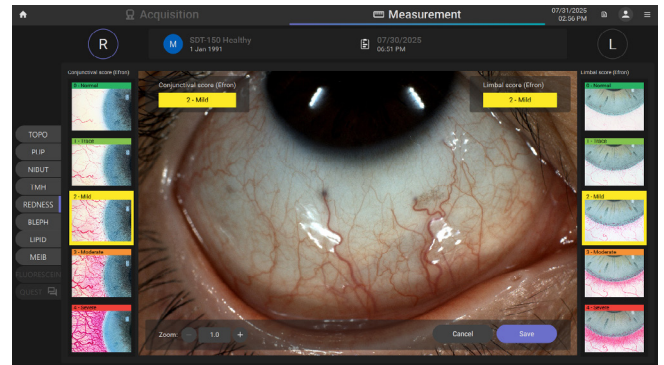 Acquisition
Measurement
07/31/2025
02:56 PM
R
M
SDT-150 Healthy
1 Jan 1991
07/30/2025
06:51 PM
L
Conjunctival score (Efron)
0 - Normal
1 - Trace
2 - Mild
3 - Moderate
4 - Severe
TOPO
PUP
NIBUT
TMH
REDNESS
BLEPH
LIPID
MEIB
FLUORESCEIN
QUEST
Conjunctival score (Efron)
2 - Mild
Limbal score (Efron)
2 - Mild
Zoom:
-
1.0
+
Cancel
Save
Limbal score (Efron)
0 - Normal
1 - Trace
2 - Mild
3 - Moderate
4 - Severe